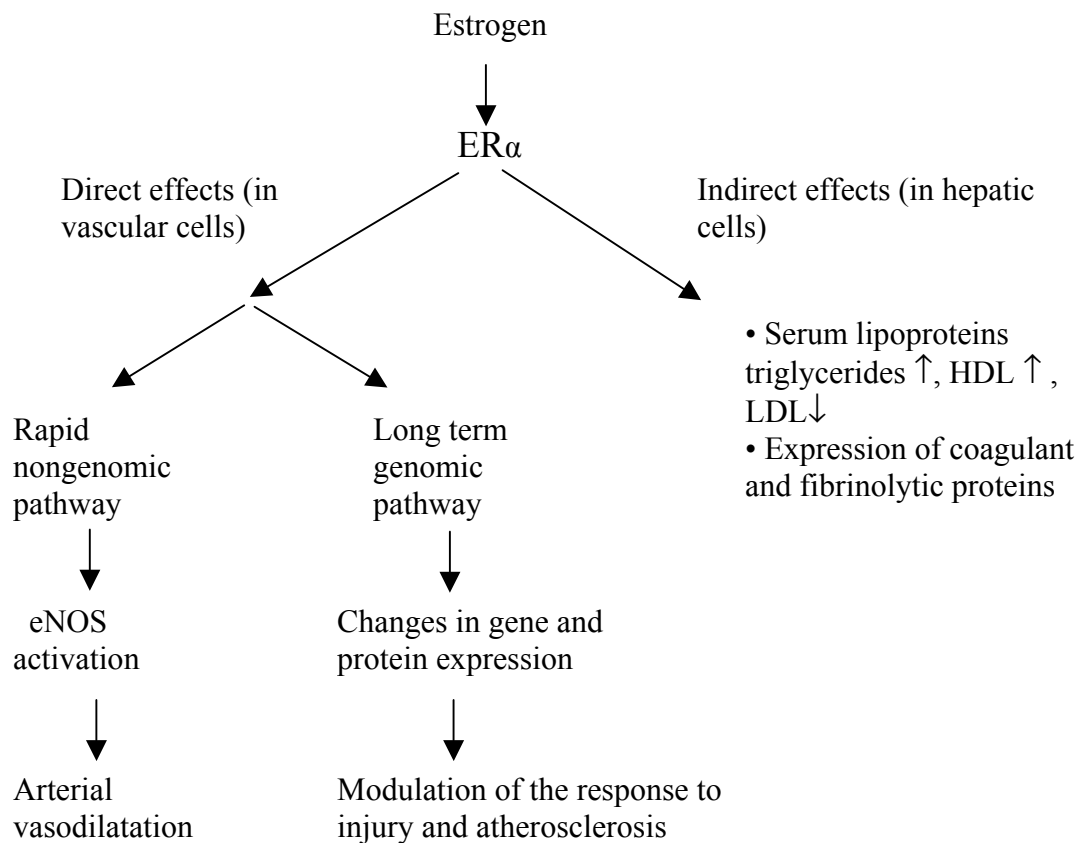 Estrogen
ERα
Direct effects (in
vascular cells)
Indirect effects (in hepatic
cells)
• Serum lipoproteins
triglycerides ↑, HDL ↑ ,
LDL↓
• Expression of coagulant
and fibrinolytic proteins
Rapid
nongenomic
pathway
Long term
genomic
pathway
eNOS
activation
Changes in gene and
protein expression
Arterial
vasodilatation
Modulation of the response to
injury and atherosclerosis